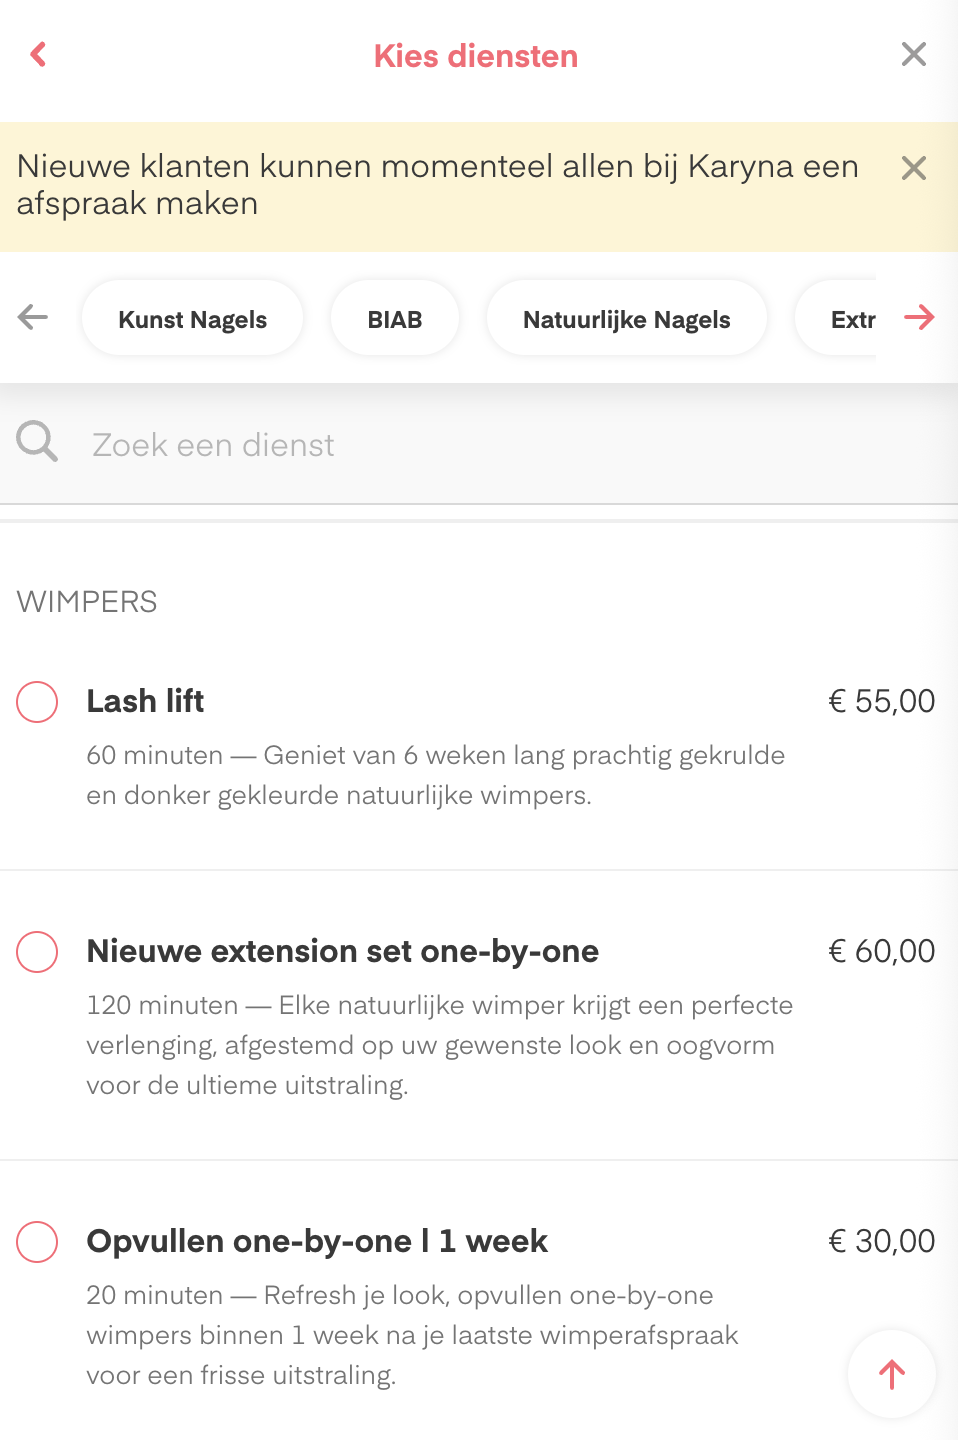 Kies diensten
Nieuwe klanten kunnen momenteel allen bij Karyna een
afspraak maken
Kunst Nagels
BIAB
Natuurlijke Nagels
Extr
Zoek een dienst
WIMPERS
Lash lift
€ 55,00
60 minuten — Geniet van 6 weken lang prachtig gekrulde
en donker gekleurde natuurlijke wimpers.
Nieuwe extension set one-by-one
€ 60,00
120 minuten — Elke natuurlijke wimper krijgt een perfecte
verlenging, afgestemd op uw gewenste look en oogvorm
voor de ultieme uitstraling.
Opvullen one-by-one l 1 week
€ 30,00
20 minuten — Refresh je look, opvullen one-by-one
wimpers binnen 1 week na je laatste wimperafspraak
voor een frisse uitstraling.